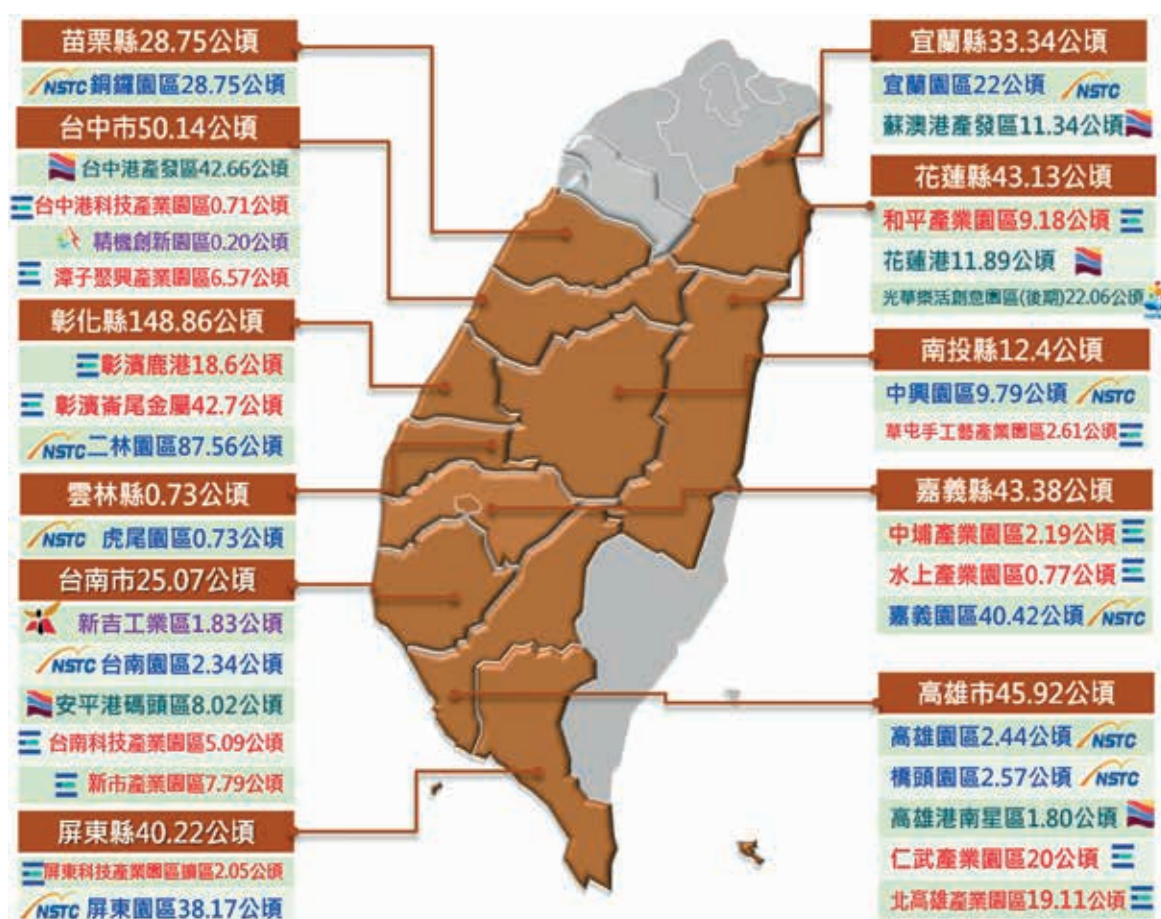 苗栗縣28.75公頃
NSTC 銅鑼園區28.75公頃
台中市50.14公頃
台中港產發區42.66公頃
台中港科技產業園區0.71公頃
精機創新園區0.20公頃
潭子聚興產業園區6.57公頃
彰化縣148.86公頃
彰濱鹿港18.6公頃
彰濱崙尾金屬42.7公頃
NSTC 二林園區87.56公頃
雲林縣0.73公頃
NSTC 虎尾園區0.73公頃
台南市25.07公頃
新吉工業區1.83公頃
NSTC 台南園區2.34公頃
安平港碼頭區8.02公頃
台南科技產業園區5.09公頃
新市產業園區7.79公頃
屏東縣40.22公頃
屏東科技產業園區擴區2.05公頃
NSTC 屏東園區38.17公頃
宜蘭縣33.34公頃
宜蘭園區22公頃 NSTC
蘇澳港產發區11.34公頃
花蓮縣43.13公頃
和平產業園區9.18公頃
花蓮港11.89公頃
光華樂活創意園區(後期)22.06公頃
南投縣12.4公頃
中興園區9.79公頃 NSTC
草屯手工藝產業園區2.61公頃
嘉義縣43.38公頃
中埔產業園區2.19公頃
水上產業園區0.77公頃
嘉義園區40.42公頃 NSTC
高雄市45.92公頃
高雄園區2.44公頃 NSTC
橋頭園區2.57公頃 NSTC
高雄港南星區1.80公頃
仁武產業園區20公頃
北高雄產業園區19.11公頃